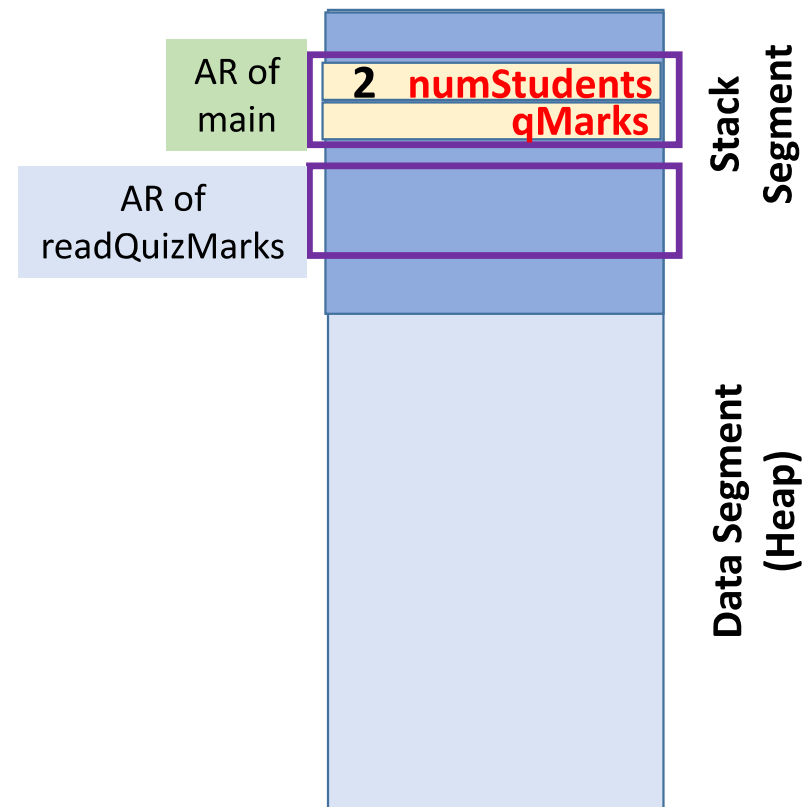 AR of
main
2 numStudents
qMarks
Stack
Segment
AR of
readQuizMarks
Data Segment
(Heap)